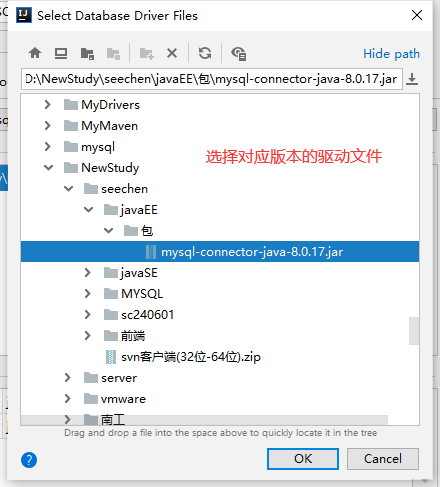 Select Database Driver Files
Hide path
D:\NewStudy\seechen\javaEE\包\mysql-connector-java-8.0.17.jar
MyDrivers
MyMaven
mysql
NewStudy
选择对应版本的驱动文件
seechen
javaEE
包
mysql-connector-java-8.0.17.jar
javaSE
MYSQL
sc240601
前端
svn客户端(32位-64位).zip
server
vmware
南工
Drag and drop a file into the space above to quickly locate it in the tree
?
OK
Cancel